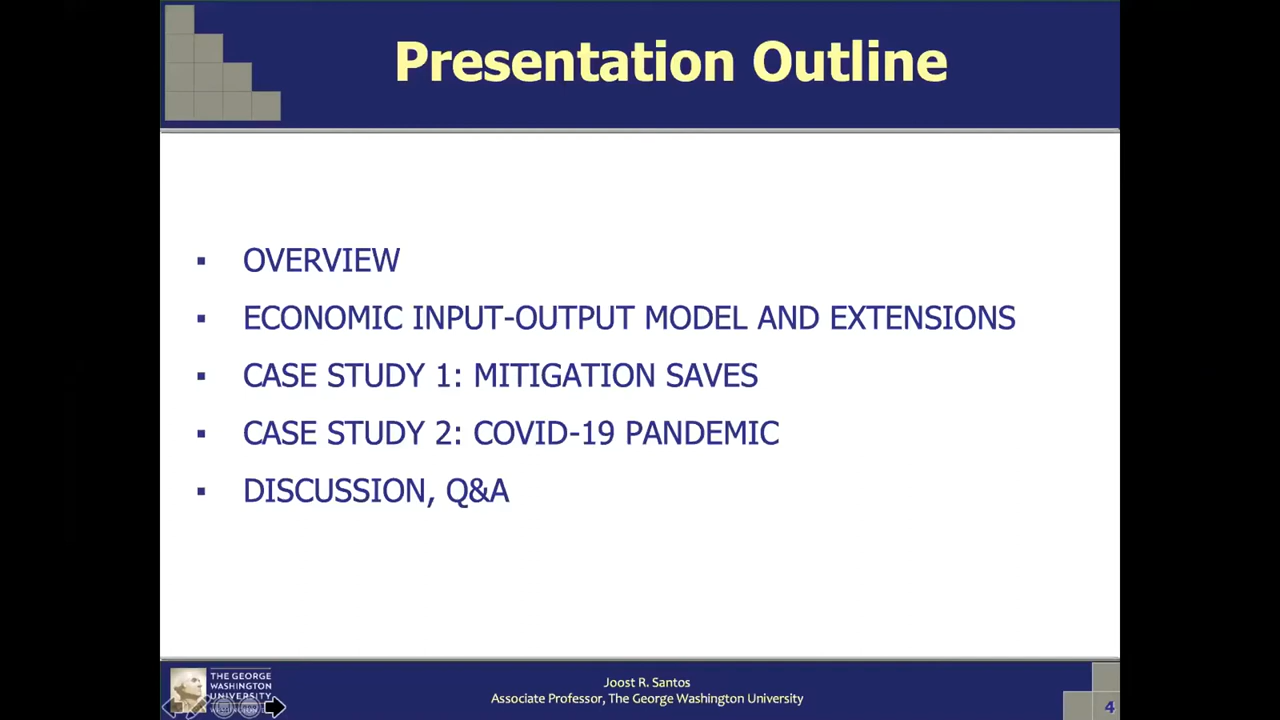 Presentation Outline
▪ OVERVIEW
▪ ECONOMIC INPUT-OUTPUT MODEL AND EXTENSIONS
▪ CASE STUDY 1: MITIGATION SAVES
▪ CASE STUDY 2: COVID-19 PANDEMIC
▪ DISCUSSION, Q&A
THE GEORGE
WASHINGTON
UNIVERSITY
Joost R. Santos
Associate Professor, The George Washington University
4